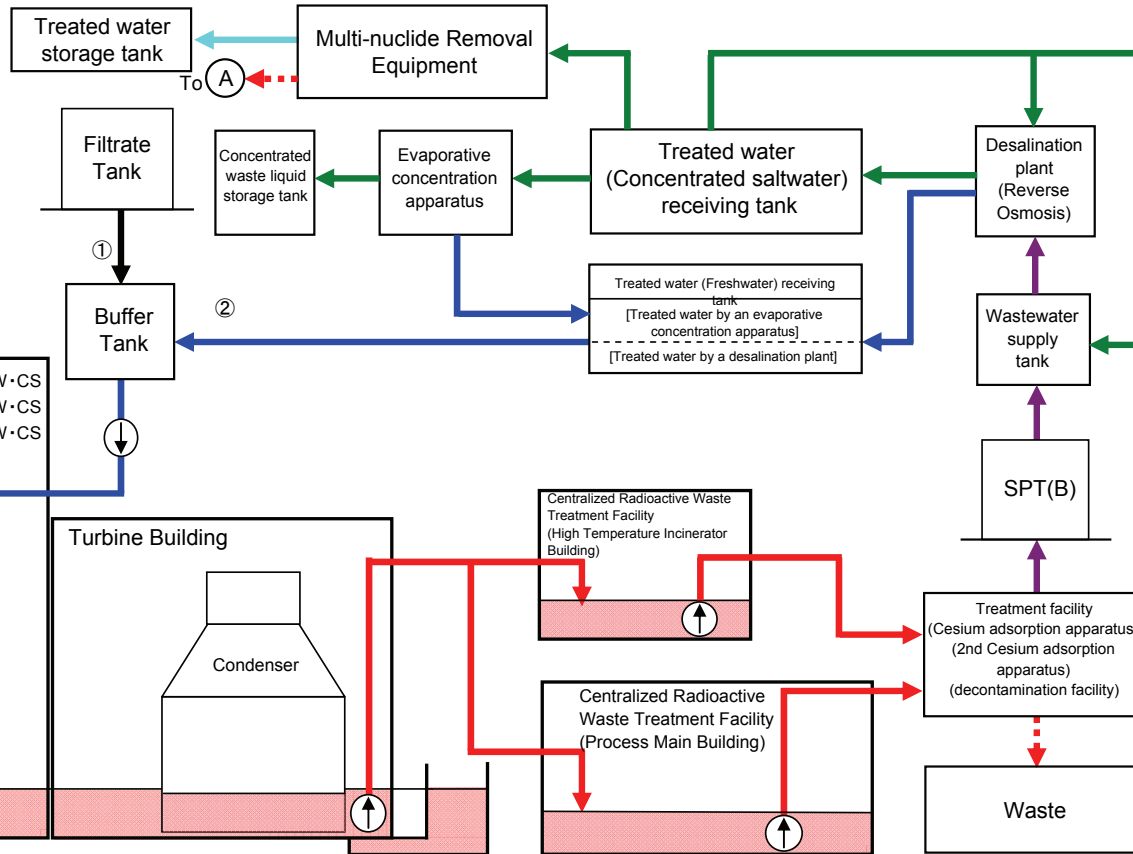 Treated water
storage tank
Multi-nuclide Removal
Equipment
To A
Filtrate
Tank
Concentrated
waste liquid
storage tank
Evaporative
concentration
apparatus
Treated water
(Concentrated saltwater)
receiving tank
Desalination
plant
(Reverse
Osmosis)
①
②
Buffer
Tank
Treated water (Freshwater) receiving
tank
[Treated water by an evaporative
concentration apparatus]
[Treated water by a desalination plant]
Wastewater
supply
tank
W・CS
W・CS
W・CS
SPT(B)
Turbine Building
Condenser
Centralized Radioactive Waste
Treatment Facility
(High Temperature Incinerator
Building)
Centralized Radioactive
Waste Treatment Facility
(Process Main Building)
Treatment facility
(Cesium adsorption apparatus
(2nd Cesium adsorption
apparatus)
(decontamination facility)
Waste